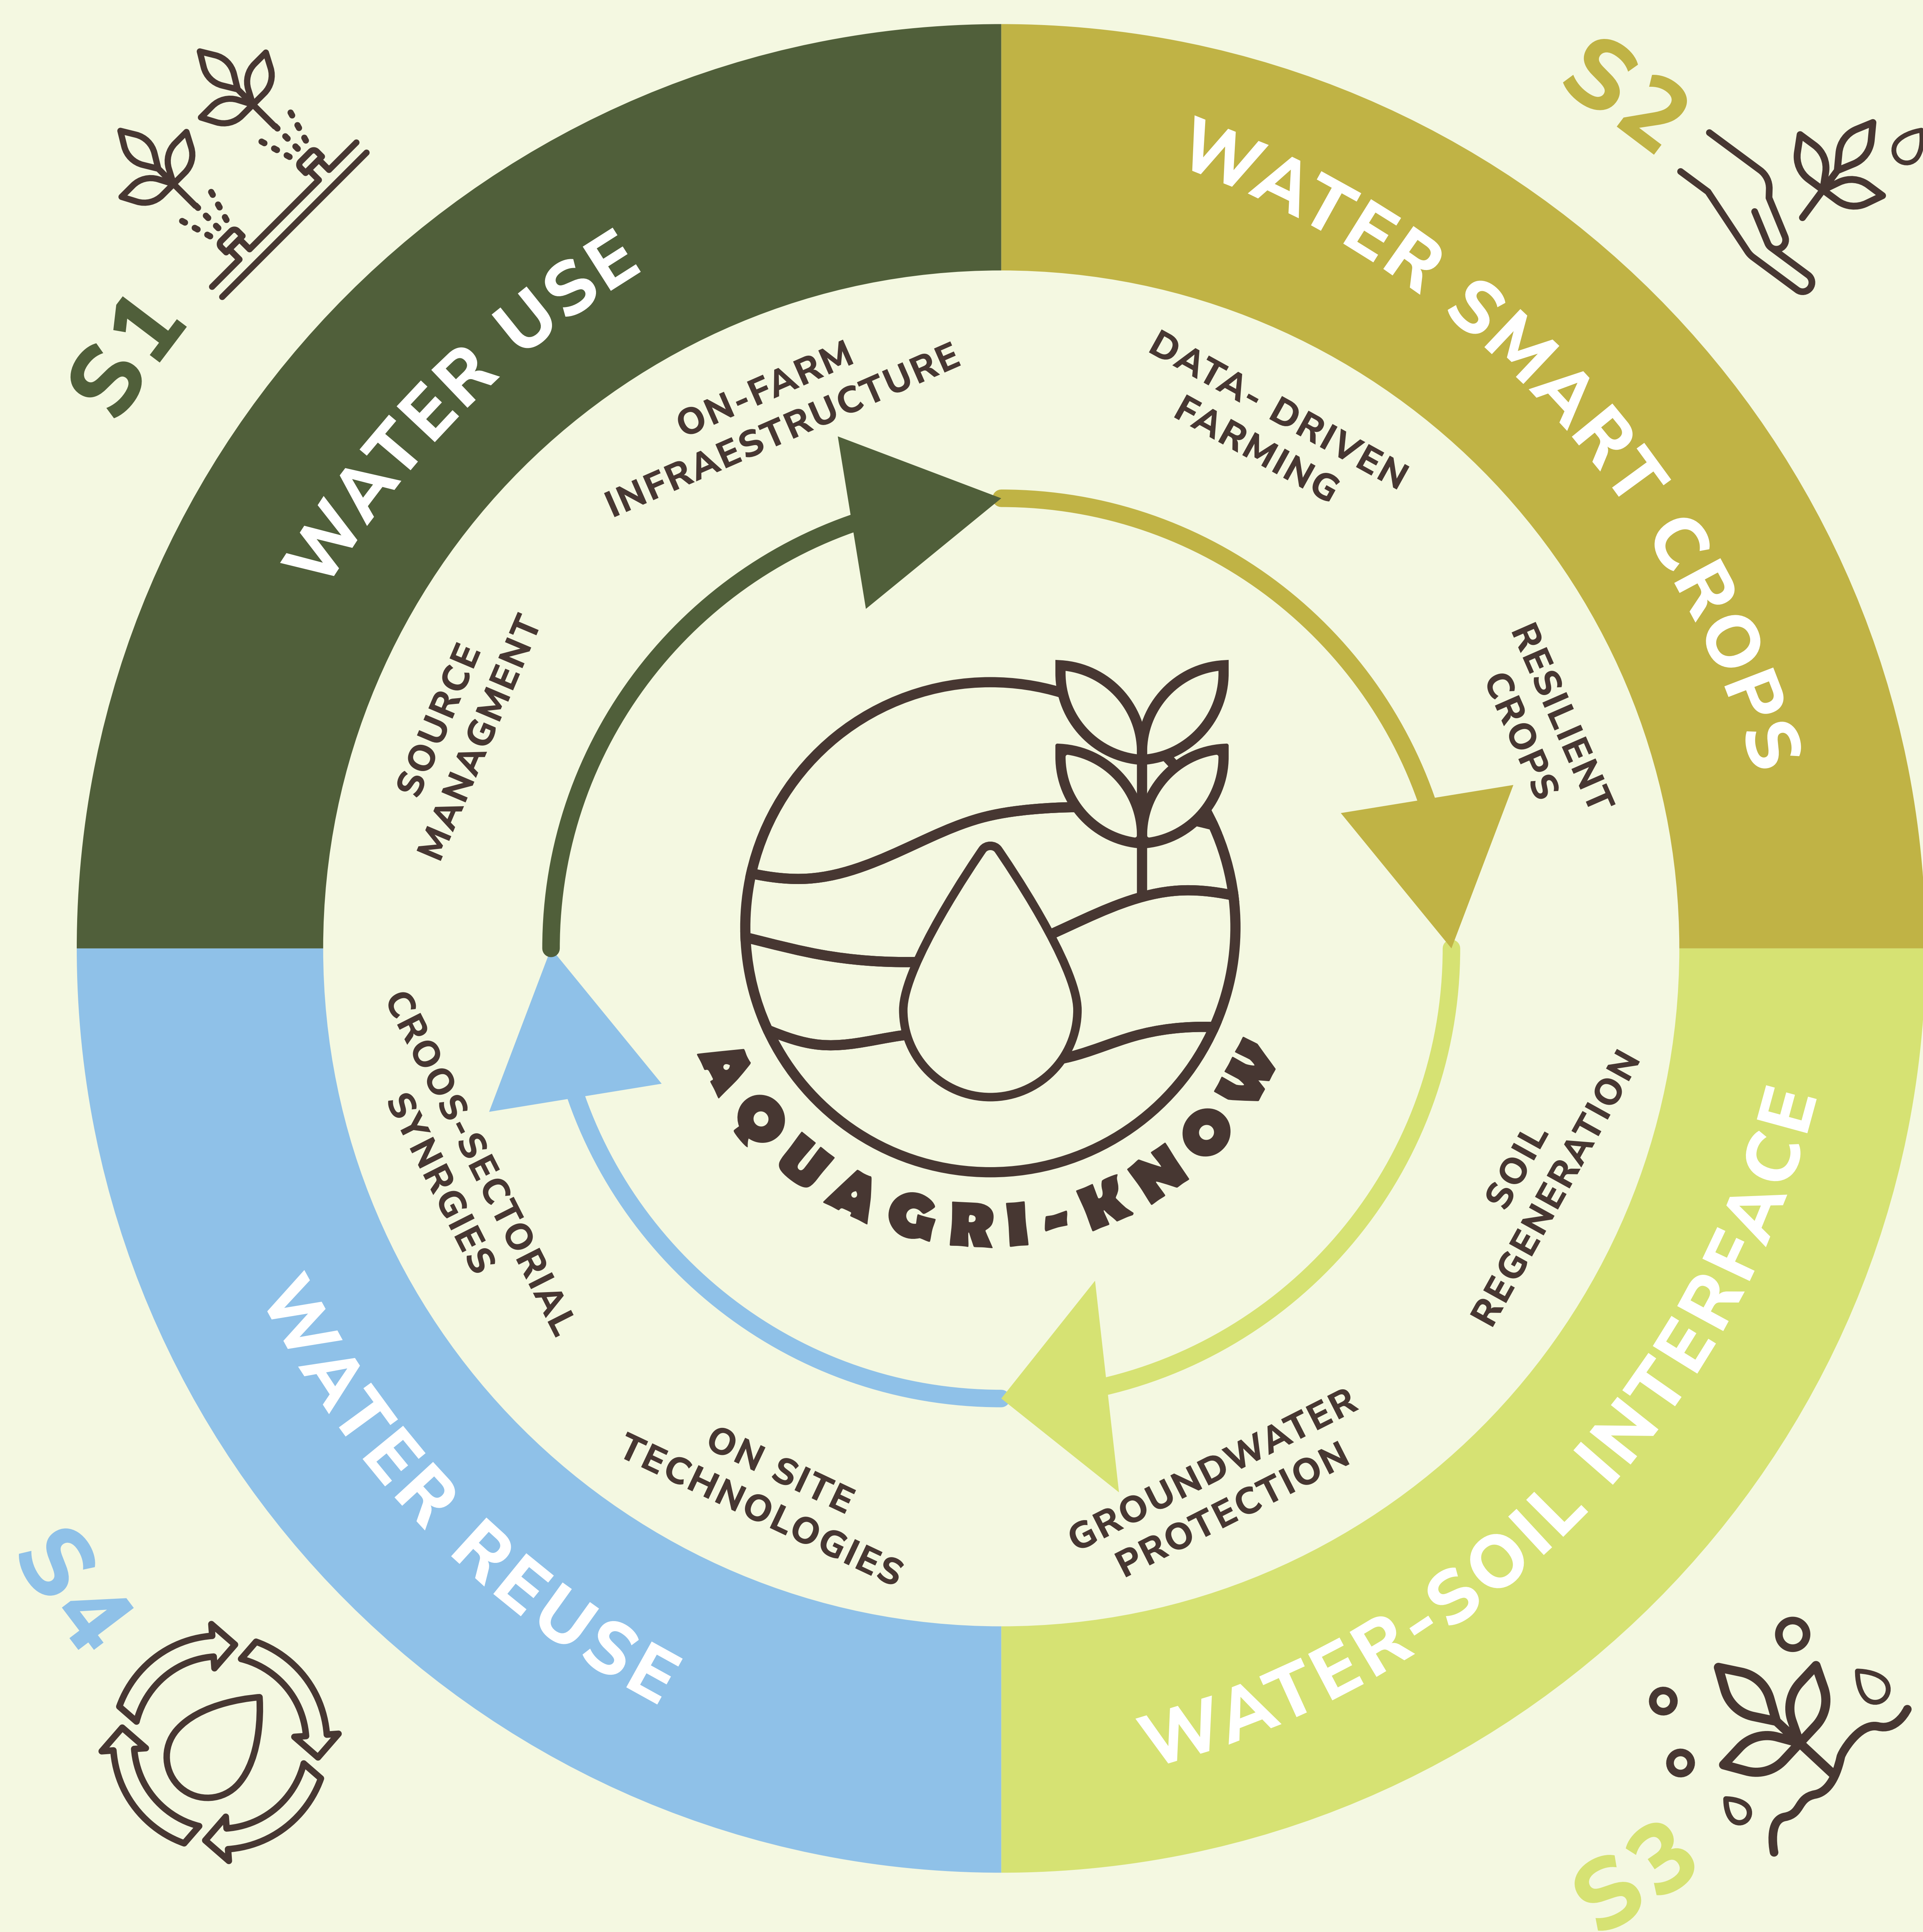 S1
WATER USE
SOURCE
MANAGMENT
ON-FARM
INFRAESTRUCTURE
S2
WATER SMART CROPS
DATA- DRIVEN
FARMING
RESILIENT
CROPS
S3
WATER-SOIL INTERFACE
SOIL
REGENERATION
GROUNDWATER
PROTECTION
S4
WATER REUSE
ON SITE
TECHNOLOGIES
CROOS-SECTORIAL
SYNRGIES
AQUAGRI-KNOW